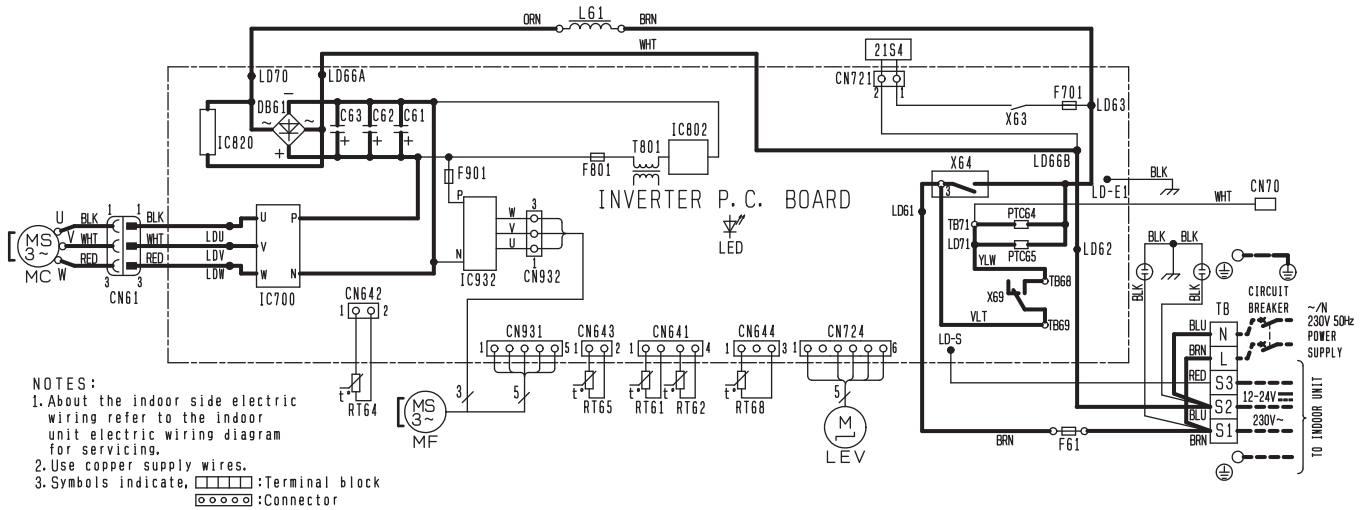 L61
ORN
BRN
WHT
21S4
CN721
2
1
LD70
LD66A
F701
LD63
X63
DB61
−
~
~
+
C63
C62
C61
+
+
+
IC820
IC802
T801
F801
F901
LD66B
X64
3
LD-E1
BLK
WHT
CN70
INVERTER P. C. BOARD
LED
LD61
TB71
PTC64
LD71
PTC65
LD62
YLW
X69
TB68
VLT
TB69
LD-S
P
N
IC932
W
V
U
3
1
CN932
MS
3~
MC
U
V
W
BLK
WHT
RED
1
1
3
3
CN61
BLK
WHT
RED
LDU
LDV
LDW
U
V
W
P
N
IC700
CN642
1
2
t°
RT64
CN931
1
5
CN643
1
2
CN641
1
4
CN644
1
3
CN724
1
6
3
5
MS
3~
MF
t°
RT65
t°
t°
RT61
RT62
t°
RT68
5
M
LEV
BLK
BLK
BLK
BLK
TB
CIRCUIT
BREAKER
~/N
230V 50Hz
POWER
SUPPLY
BLU
N
BRN
L
RED
S3
12-24V
S2
BLU
230V~
S1
BRN
BRN
F61
TO INDOOR UNIT
NOTES:
1. About the indoor side electric
wiring refer to the indoor
unit electric wiring diagram
for servicing.
2. Use copper supply wires.
3. Symbols indicate, :Terminal block
:Connector